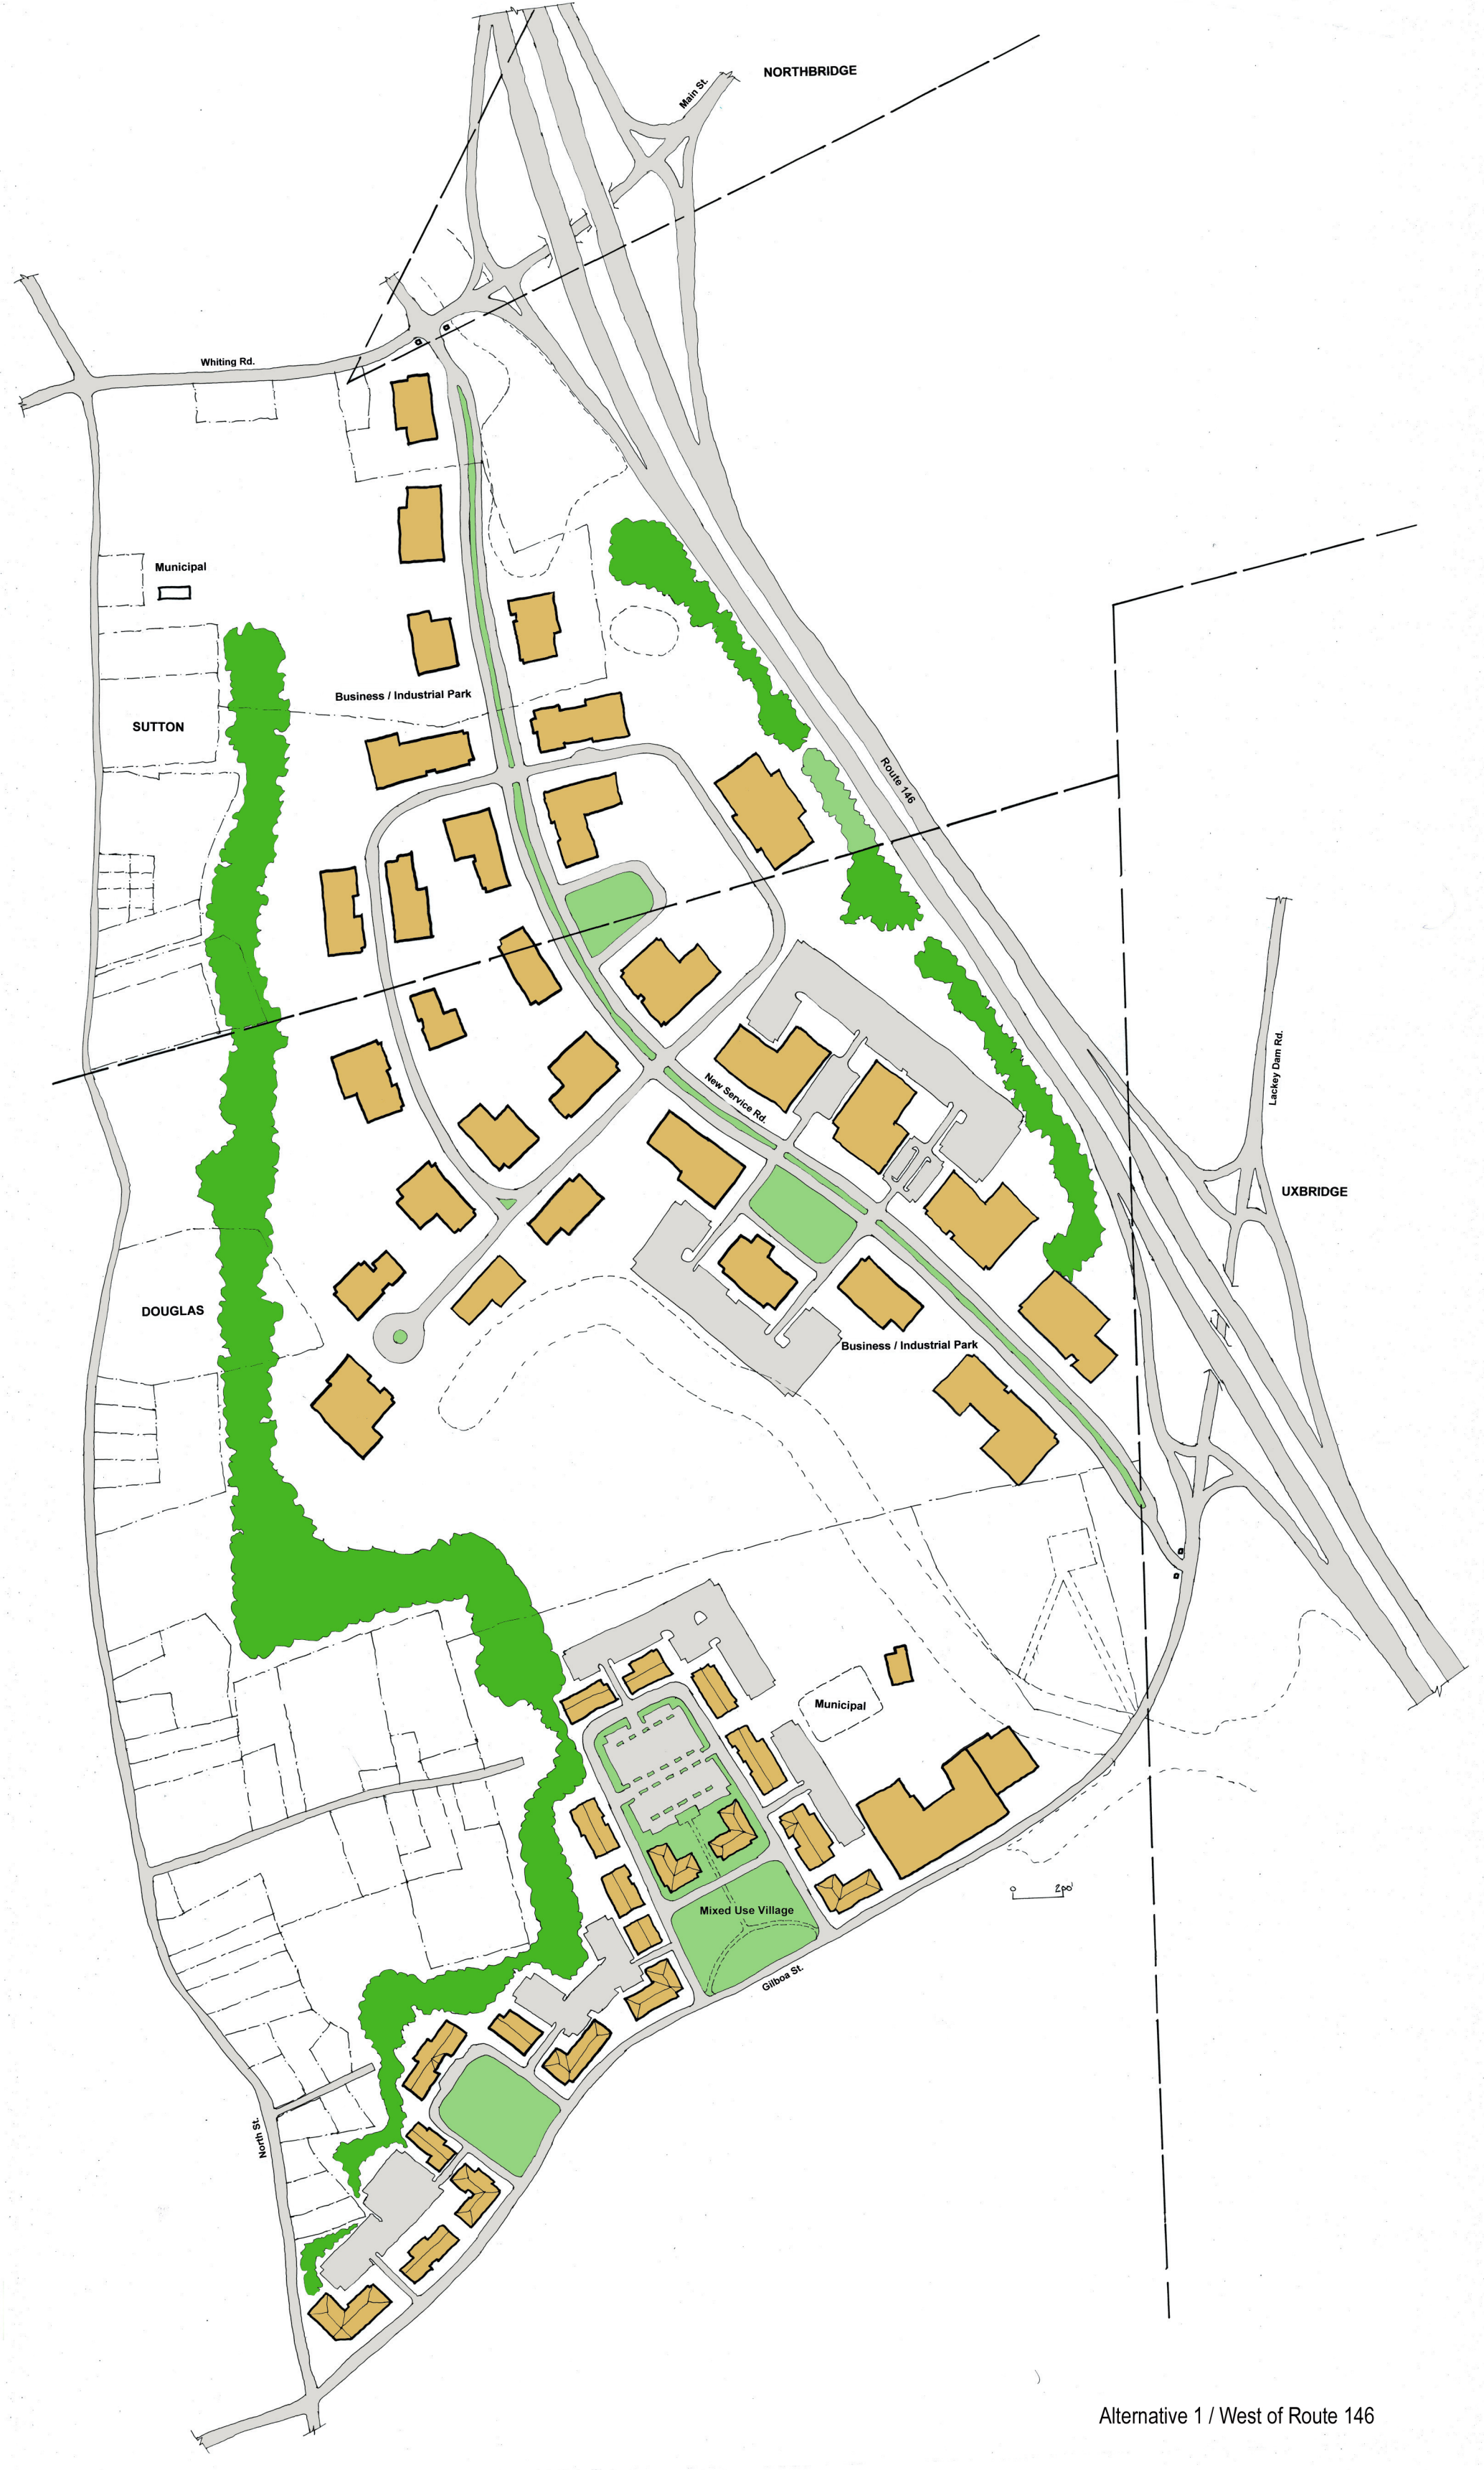 NORTHBRIDGE
Main St.
Whiting Rd.
Municipal
Business / Industrial Park
SUTTON
Route 146
Lackey Dam Rd.
New Service Rd.
UXBRIDGE
DOUGLAS
Business / Industrial Park
Municipal
0 200'
Mixed Use Village
Gilboa St.
North St.
Alternative 1 / West of Route 146